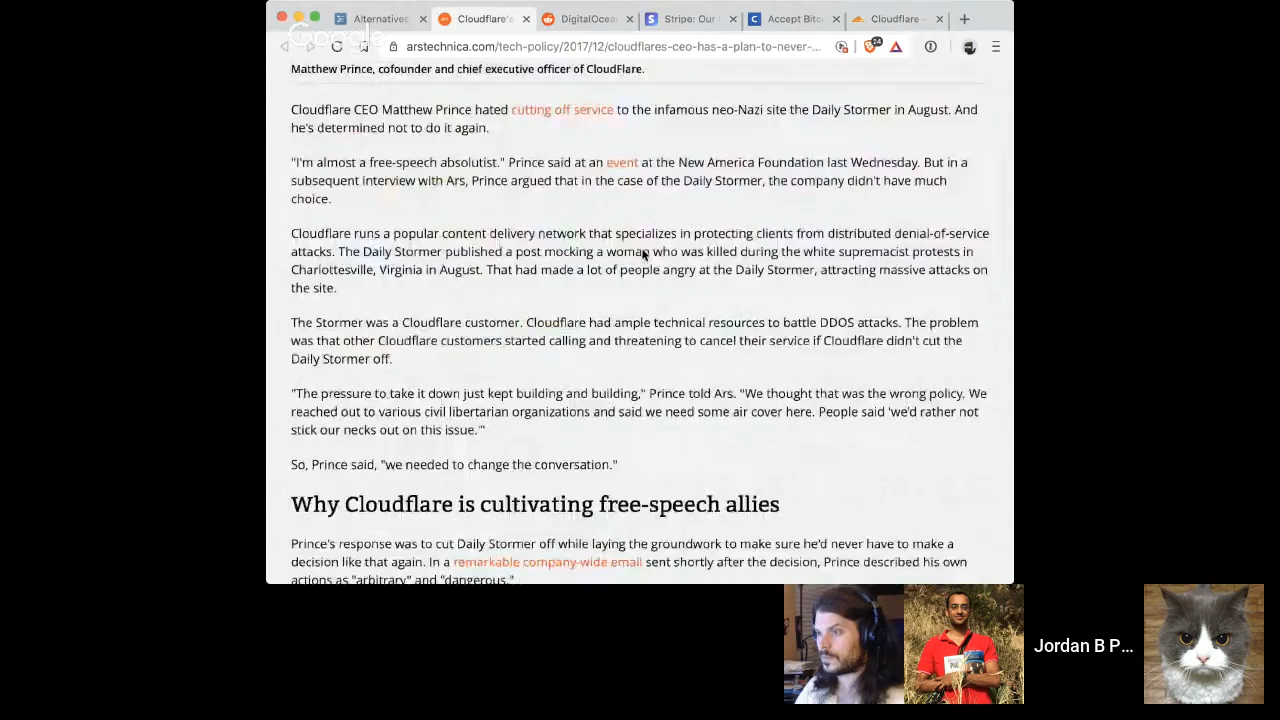 Alternatives
Cloudflare's
DigitalOcea
Stripe: Our
Accept Bitc
Cloudflare -
Google
arstechnica.com/tech-policy/2017/12/cloudflares-ceo-has-a-plan-to-never-...
24
Matthew Prince, cofounder and chief executive officer of CloudFlare.
Cloudflare CEO Matthew Prince hated cutting off service to the infamous neo-Nazi site the Daily Stormer in August. And
he's determined not to do it again.
"I'm almost a free-speech absolutist." Prince said at an event at the New America Foundation last Wednesday. But in a
subsequent interview with Ars, Prince argued that in the case of the Daily Stormer, the company didn't have much
choice.
Cloudflare runs a popular content delivery network that specializes in protecting clients from distributed denial-of-service
attacks. The Daily Stormer published a post mocking a woman who was killed during the white supremacist protests in
Charlottesville, Virginia in August. That had made a lot of people angry at the Daily Stormer, attracting massive attacks on
the site.
The Stormer was a Cloudflare customer. Cloudflare had ample technical resources to battle DDOS attacks. The problem
was that other Cloudflare customers started calling and threatening to cancel their service if Cloudflare didn't cut the
Daily Stormer off.
"The pressure to take it down just kept building and building," Prince told Ars. "We thought that was the wrong policy. We
reached out to various civil libertarian organizations and said we need some air cover here. People said 'we'd rather not
stick our necks out on this issue.'"
So, Prince said, "we needed to change the conversation."
Why Cloudflare is cultivating free-speech allies
Prince's response was to cut Daily Stormer off while laying the groundwork to make sure he'd never have to make a
decision like that again. In a remarkable company-wide email sent shortly after the decision, Prince described his own
actions as "arbitrary" and "dangerous."
Jordan B P...